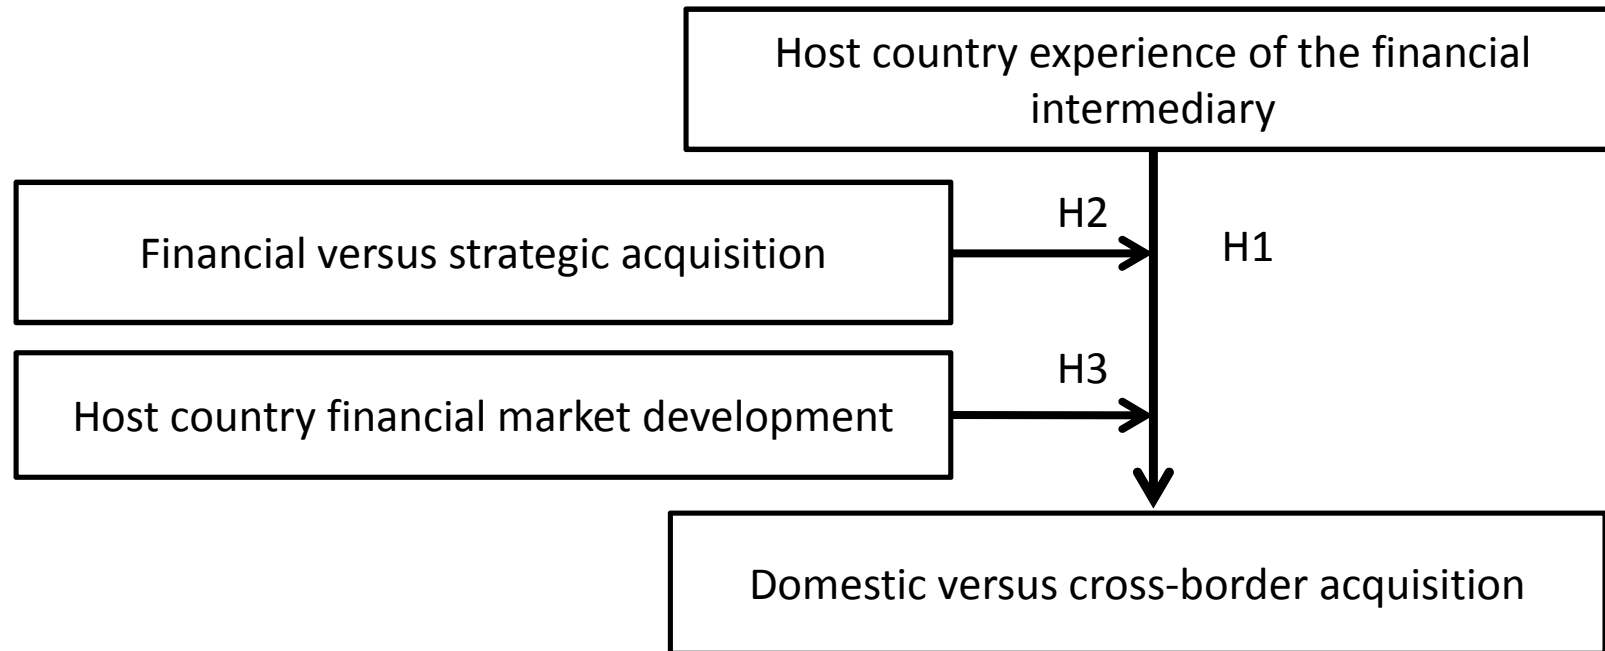 Host country experience of the financial
intermediary
H2
Financial versus strategic acquisition
H1
H3
Host country financial market development
Domestic versus cross-border acquisition